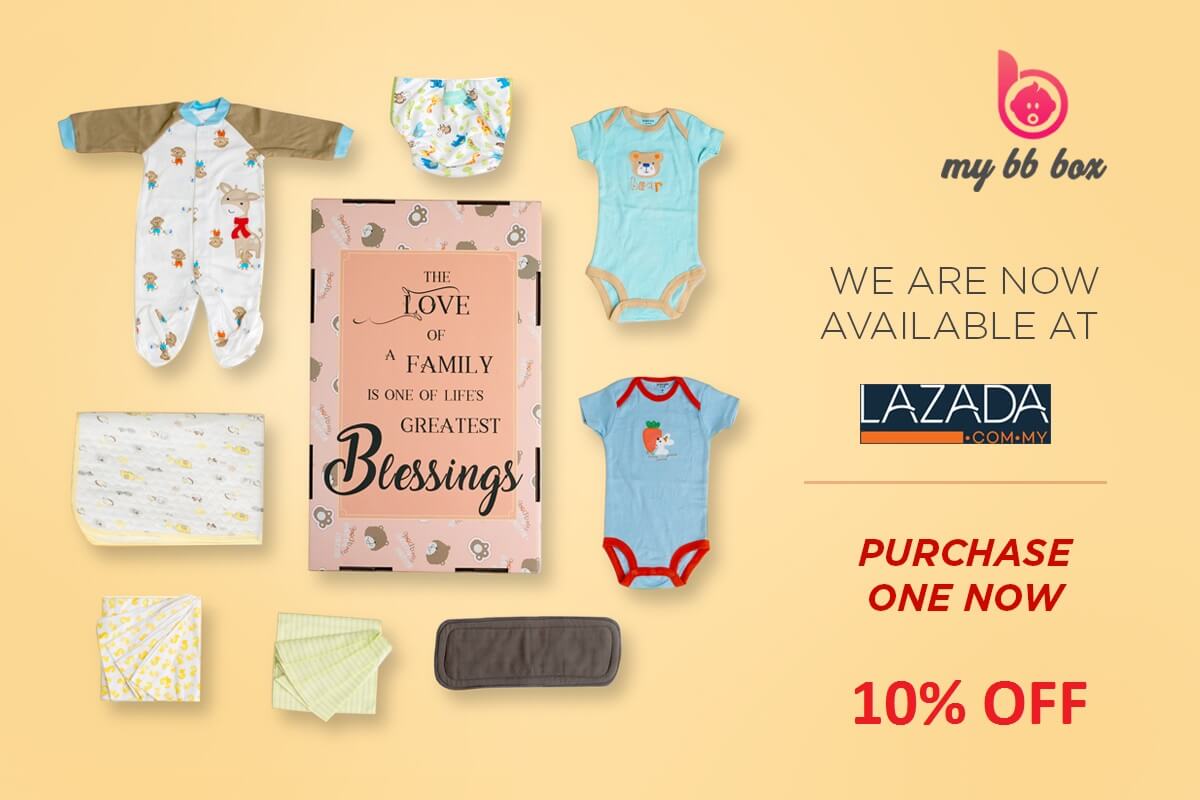 my bb box
WE ARE NOW
AVAILABLE AT
LAZADA
.COM.MY
PURCHASE
ONE NOW
10% OFF
THE
LOVE
OF
A FAMILY
IS ONE OF LIFE'S
GREATEST
Blessings
bear